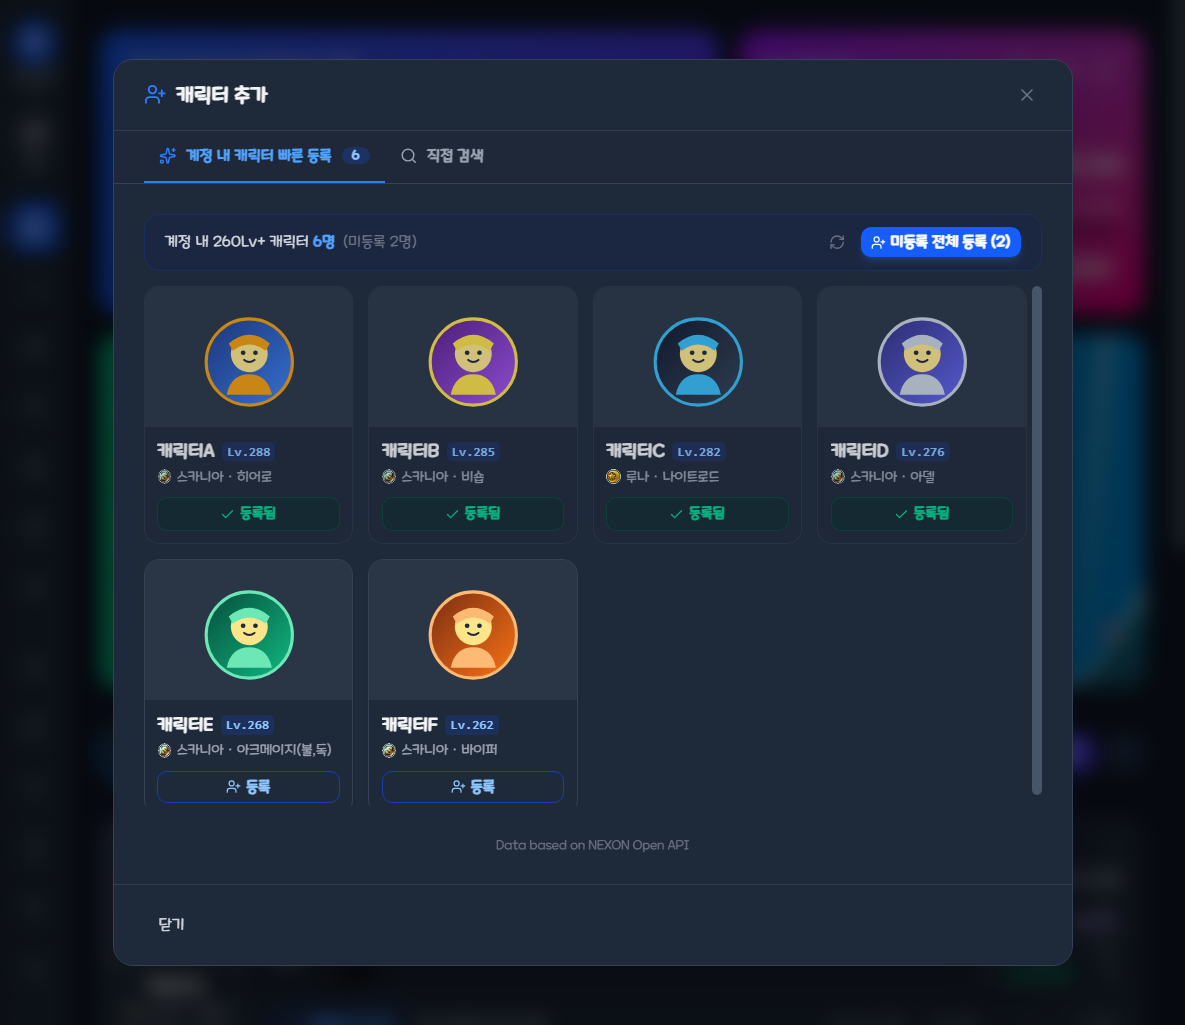 캐릭터 추가
계정 내 캐릭터 빠른 등록 6 직접 검색
계정 내 260Lv+ 캐릭터 6명 (미등록 2명) 미등록 전체 등록 (2)
캐릭터A Lv.288
스카니아 · 히어로
등록됨
캐릭터B Lv.285
스카니아 · 비숍
등록됨
캐릭터C Lv.282
루나 · 나이트로드
등록됨
캐릭터D Lv.276
스카니아 · 아델
등록됨
캐릭터E Lv.268
스카니아 · 아크메이지(불,독)
등록
캐릭터F Lv.262
스카니아 · 바이퍼
등록
Data based on NEXON Open API
닫기